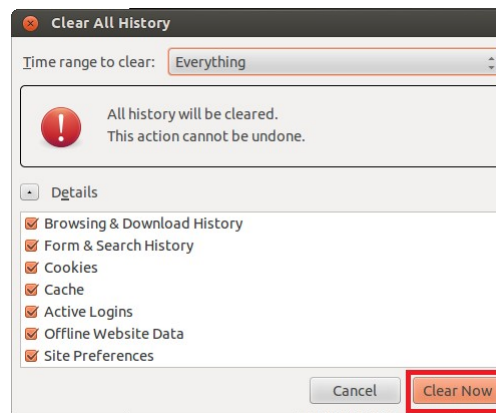 Clear All History
Time range to clear: Everything
All history will be cleared.
This action cannot be undone.
Details
Browsing & Download History
Form & Search History
Cookies
Cache
Active Logins
Offline Website Data
Site Preferences
Cancel Clear Now